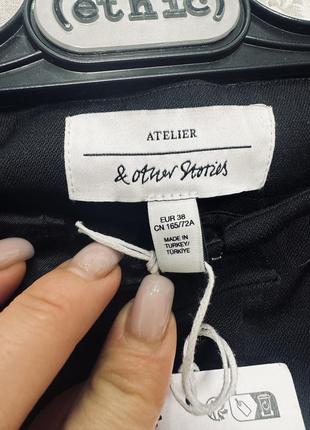 (ethic)
ATELIER
& other Stories
EUR 38
CN 165/72A
MADE IN
TURKEY/
TÜRKIYE